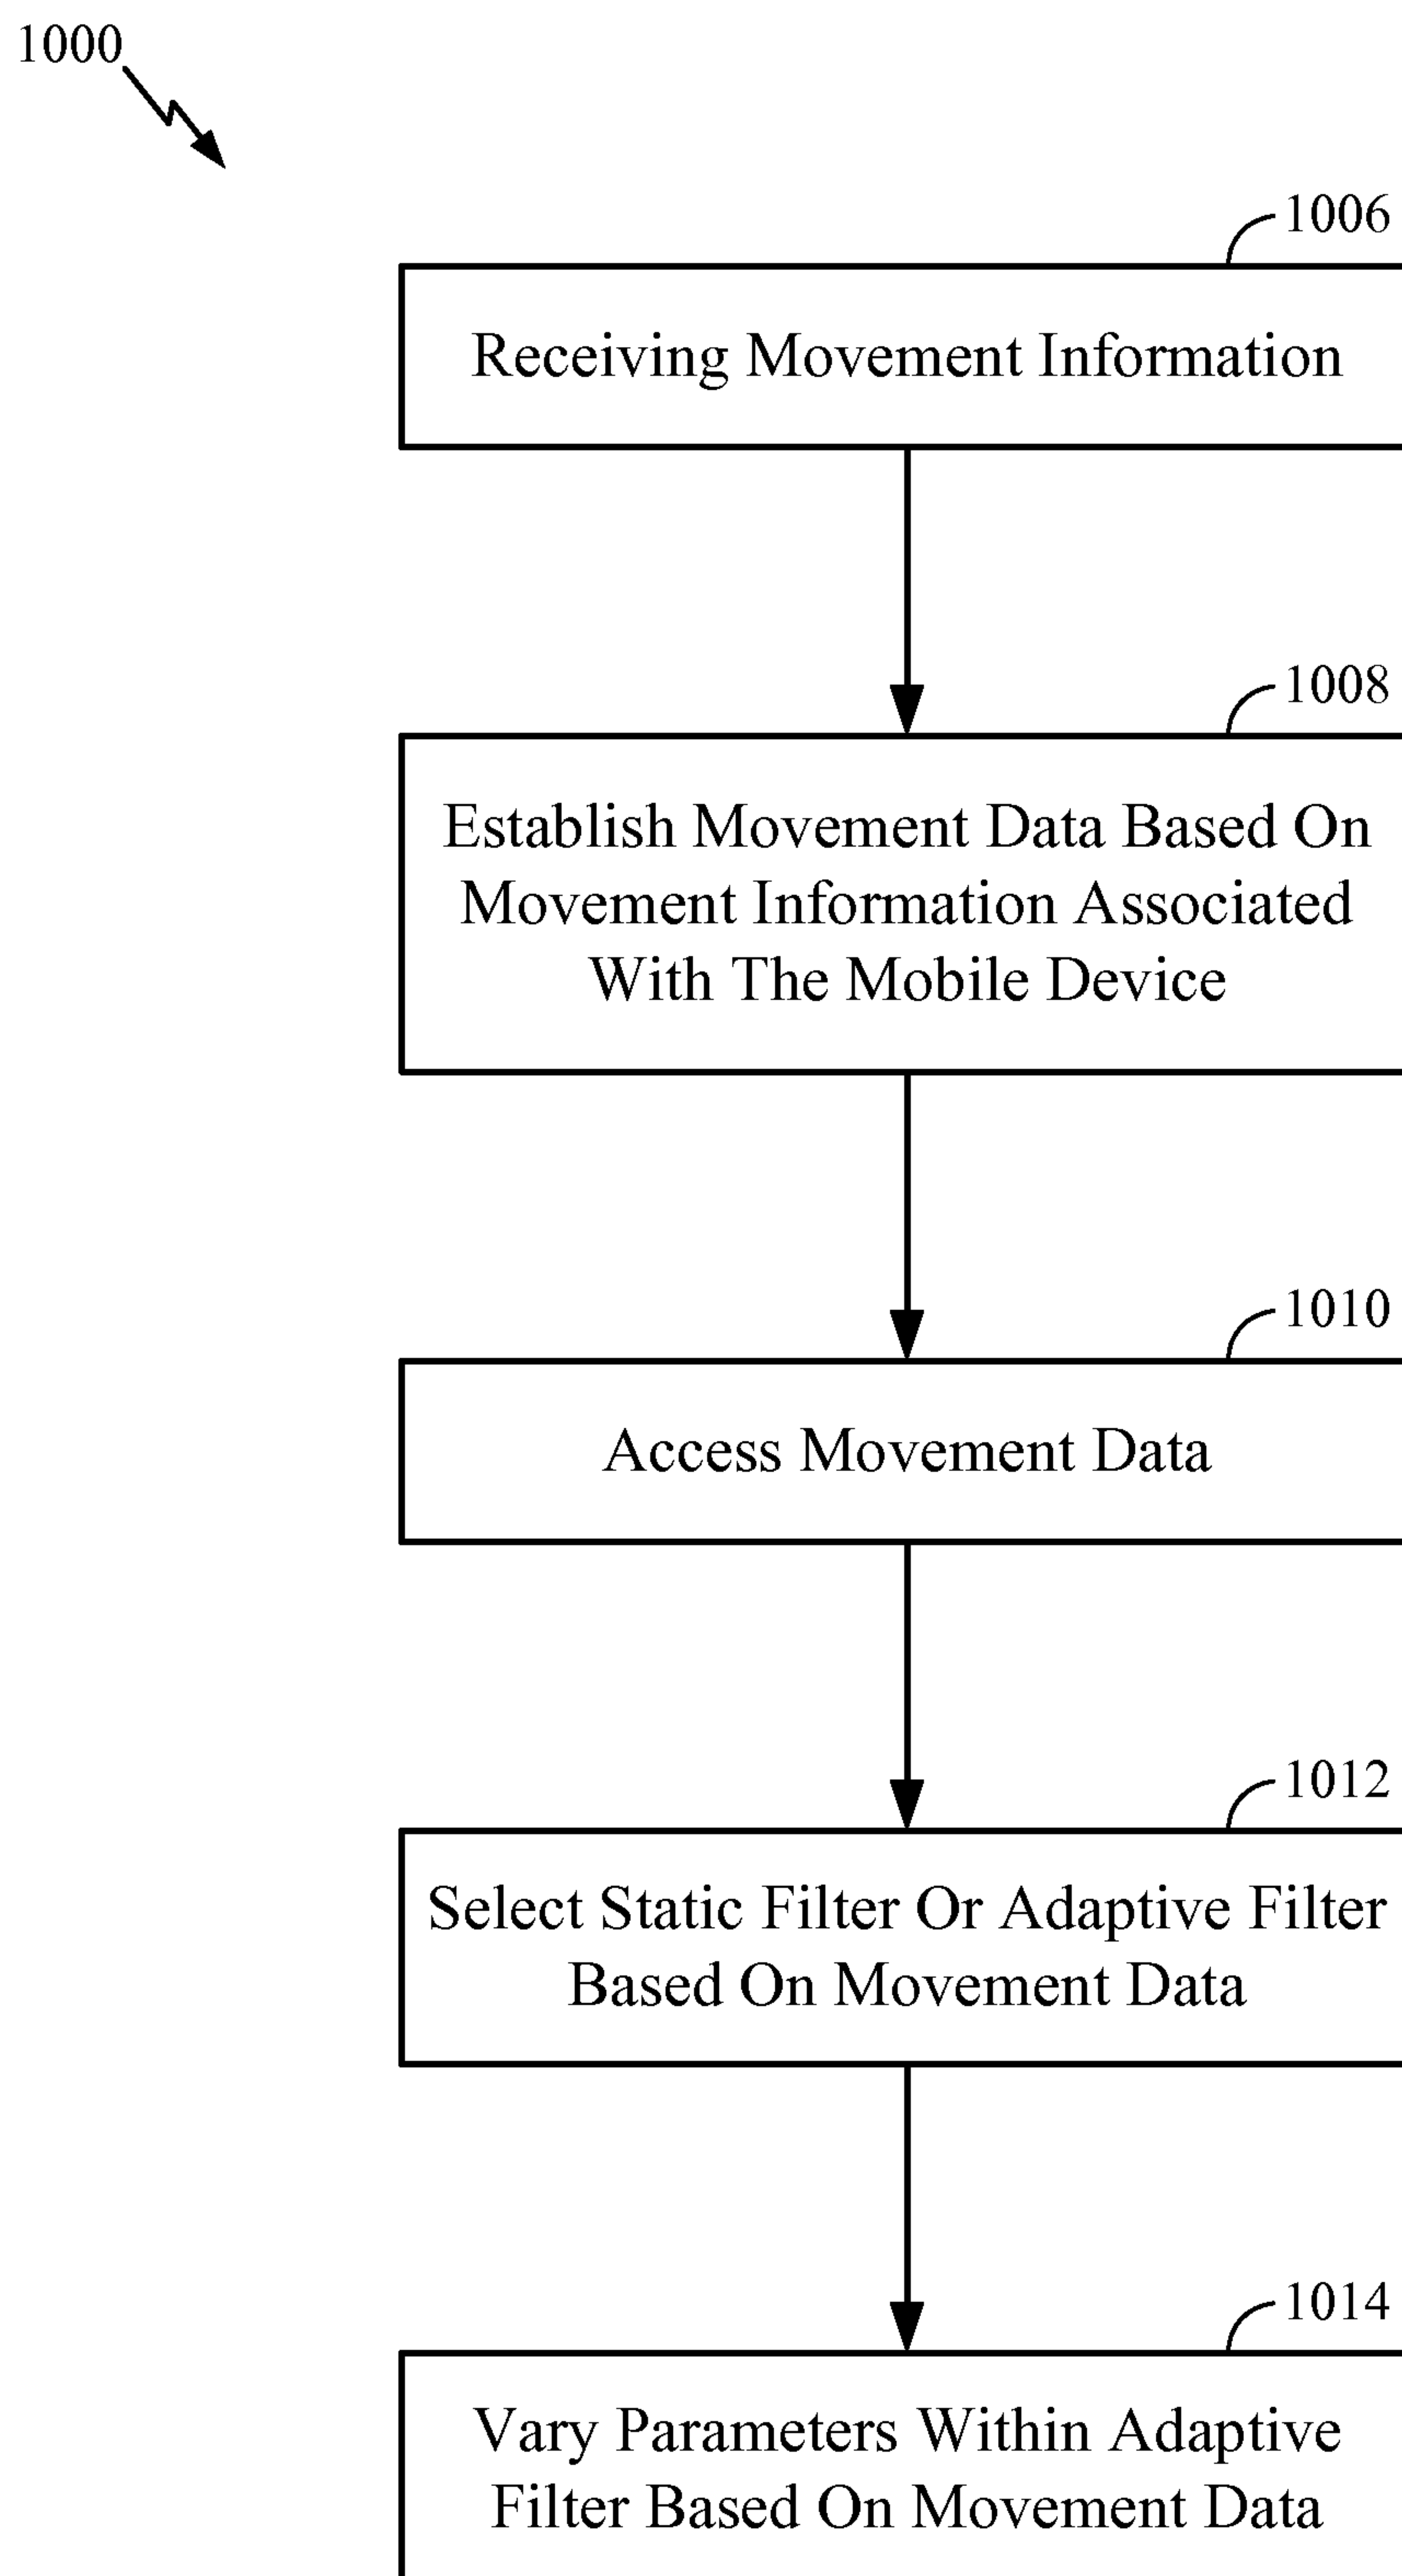 1000
1006
Receiving Movement Information
1008
Establish Movement Data Based On
Movement Information Associated
With The Mobile Device
1010
Access Movement Data
1012
Select Static Filter Or Adaptive Filter
Based On Movement Data
1014
Vary Parameters Within Adaptive
Filter Based On Movement Data